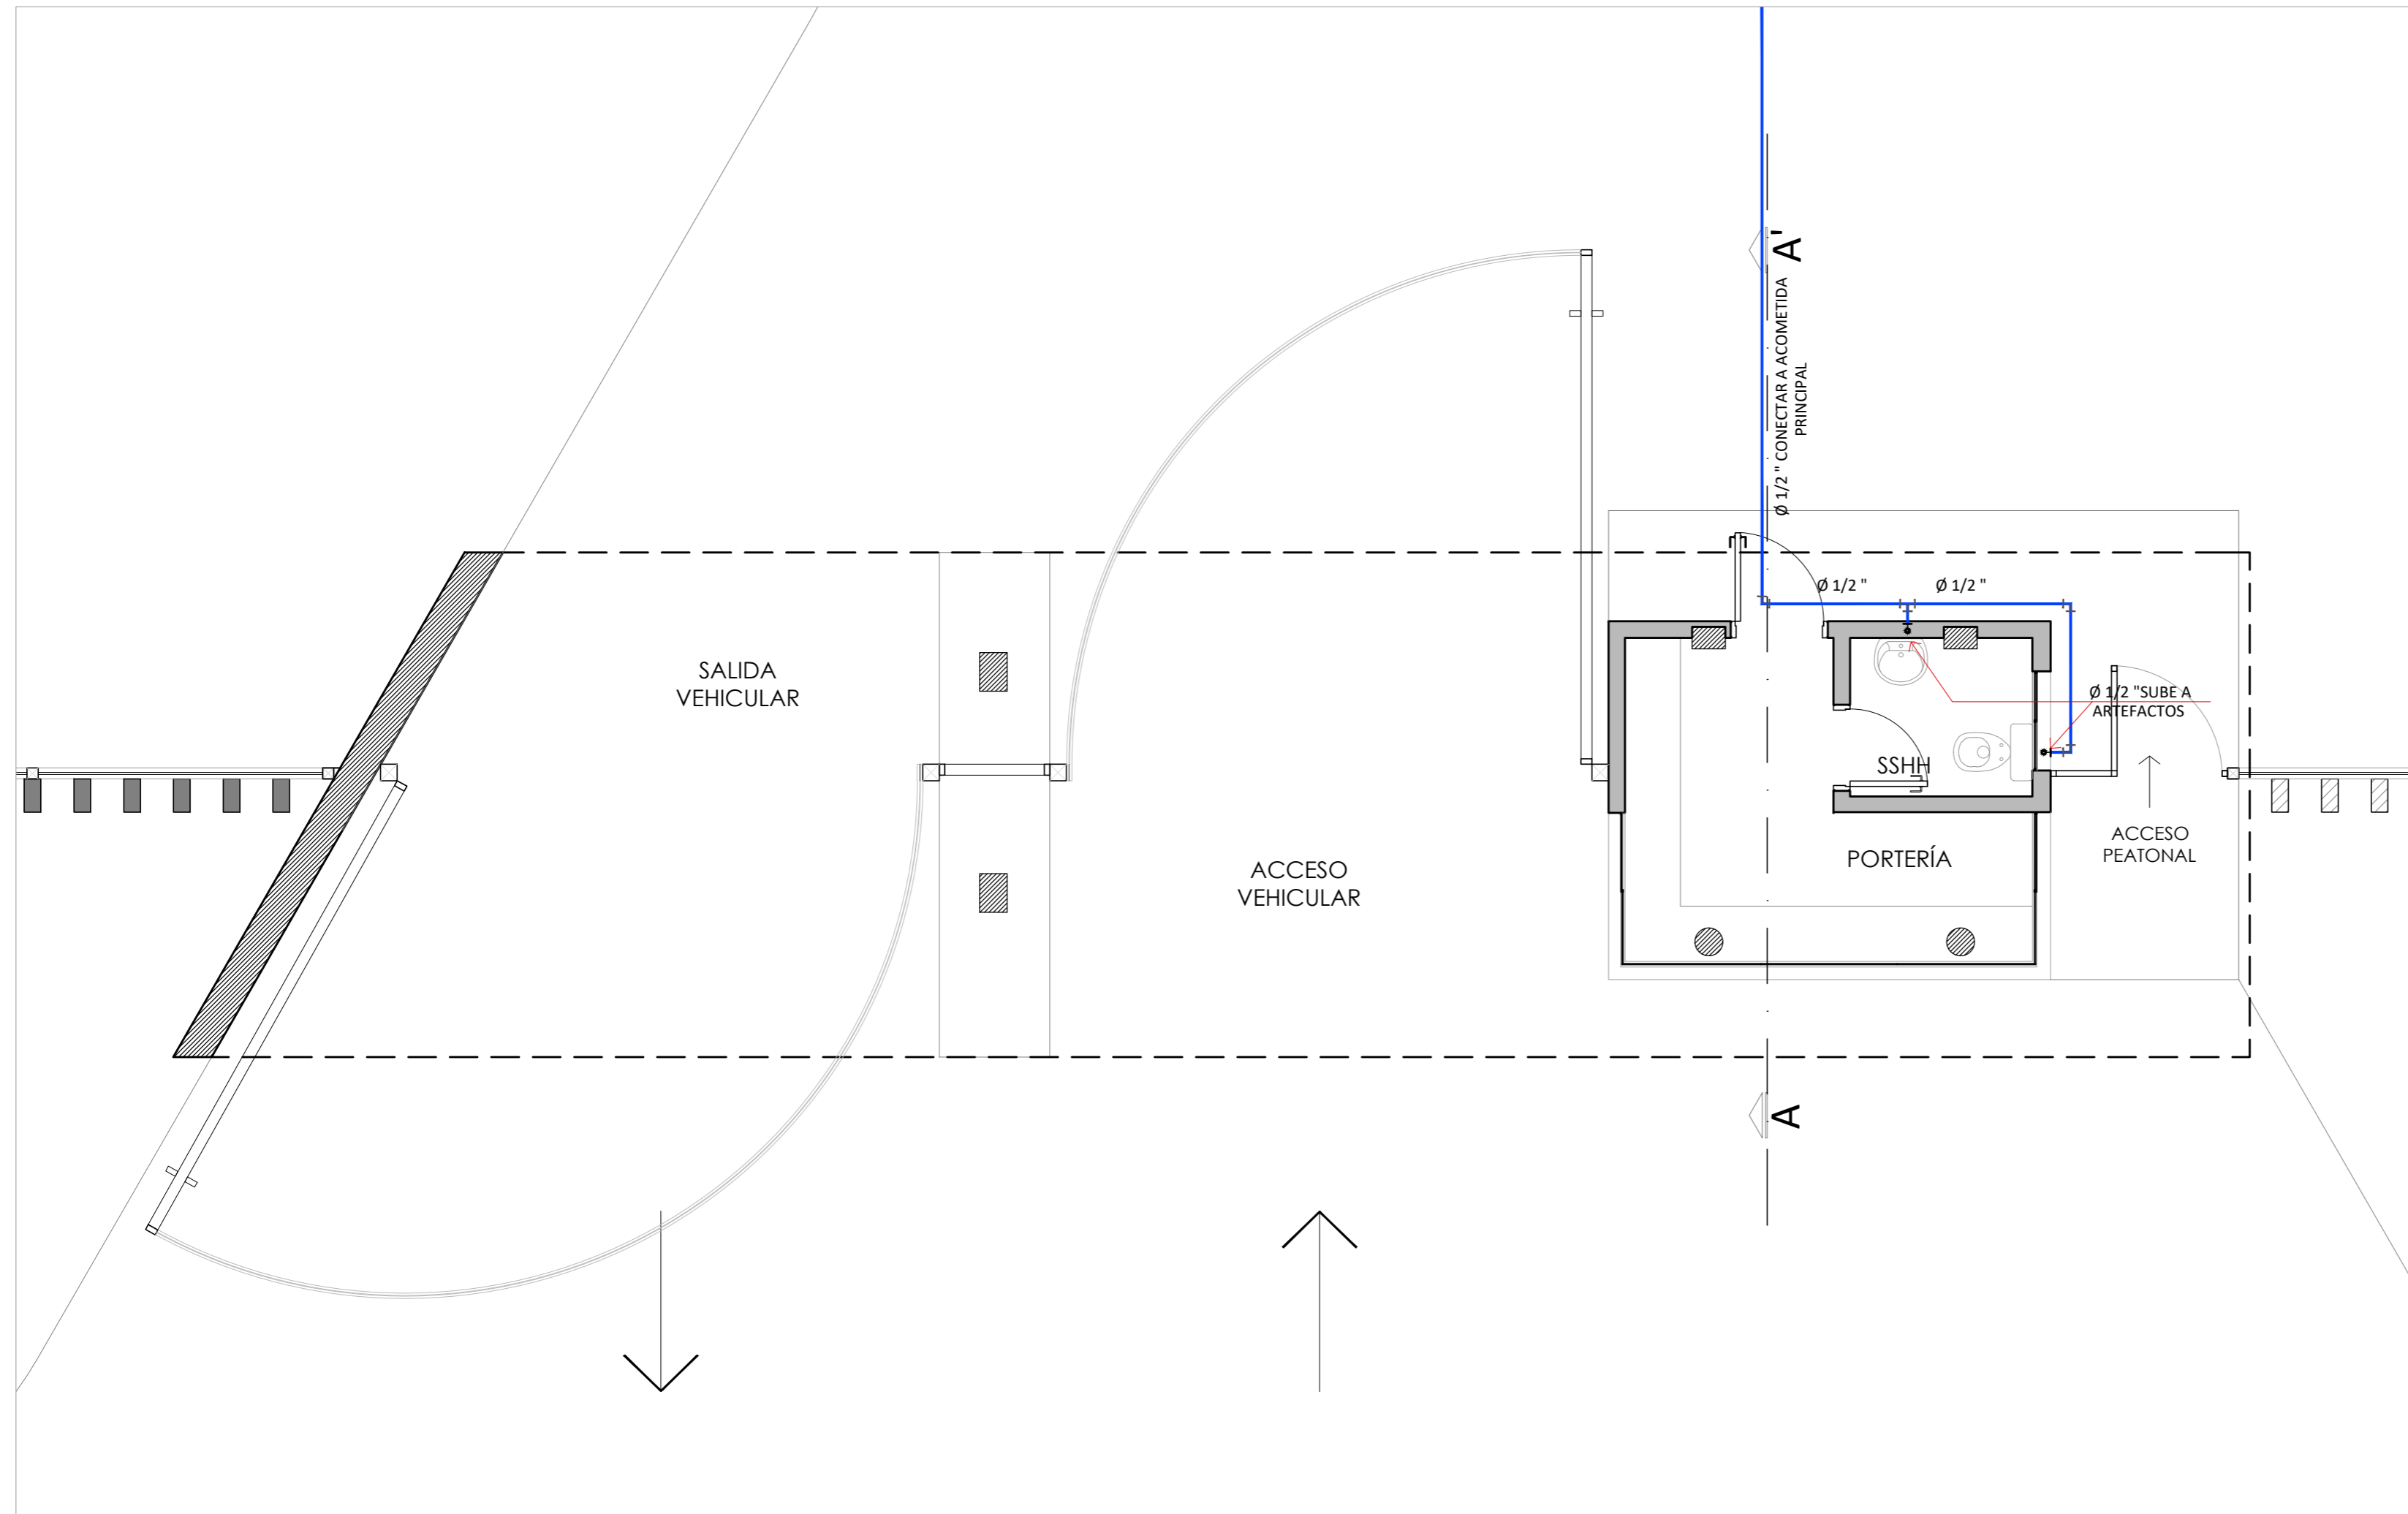 A'
Ø 1/2 " CONECTAR A ACOMETIDA
PRINCIPAL
Ø 1/2 "
Ø 1/2 "
SALIDA
VEHICULAR
Ø 1/2 "SUBE A
ARTEFACTOS
SSHH
ACCESO
VEHICULAR
PORTERÍA
ACCESO
PEATONAL
A